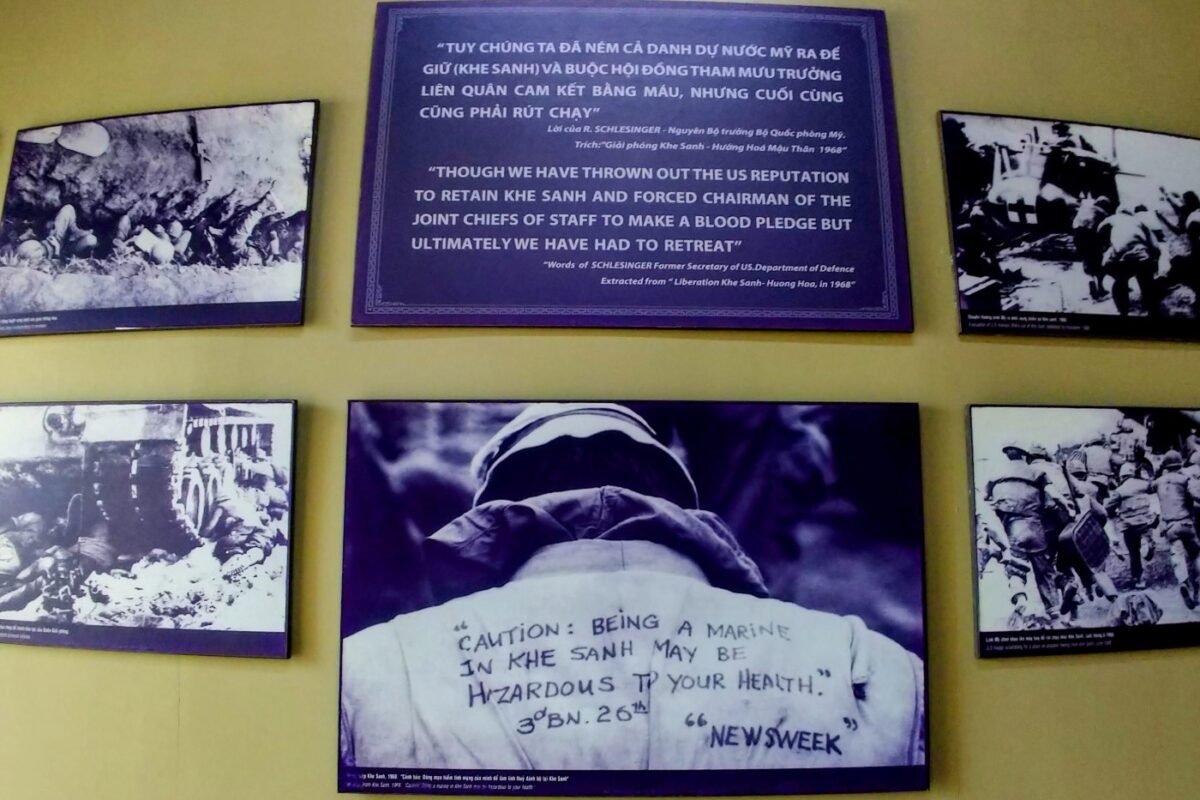 “TUY CHÚNG TA ĐÃ NÉM CẢ DANH DỰ NƯỚC MỸ RA ĐỂ
GIỮ (KHE SANH) VÀ BUỘC HỘI ĐỒNG THAM MƯU TRƯỞNG
LIÊN QUÂN CAM KẾT BẰNG MÁU, NHƯNG CUỐI CÙNG
CŨNG PHẢI RÚT CHẠY”
Lời của R. SCHLESINGER - Nguyên Bộ trưởng Bộ Quốc phòng Mỹ.
Trích:“Giải phóng Khe Sanh - Hướng Hoá Mậu Thân 1968”
“THOUGH WE HAVE THROWN OUT THE US REPUTATION
TO RETAIN KHE SANH AND FORCED CHAIRMAN OF THE
JOINT CHIEFS OF STAFF TO MAKE A BLOOD PLEDGE BUT
ULTIMATELY WE HAVE HAD TO RETREAT”
“Words of SCHLESINGER Former Secretary of US.Department of Defence
Extracted from “ Liberation Khe Sanh- Huong Hoa, in 1968”
“CAUTION: BEING A MARINE
IN KHE SANH MAY BE
HAZARDOUS TO YOUR HEALTH.”
3d BN. 26th
“NEWSWEEK”
Khe Sanh, 1968